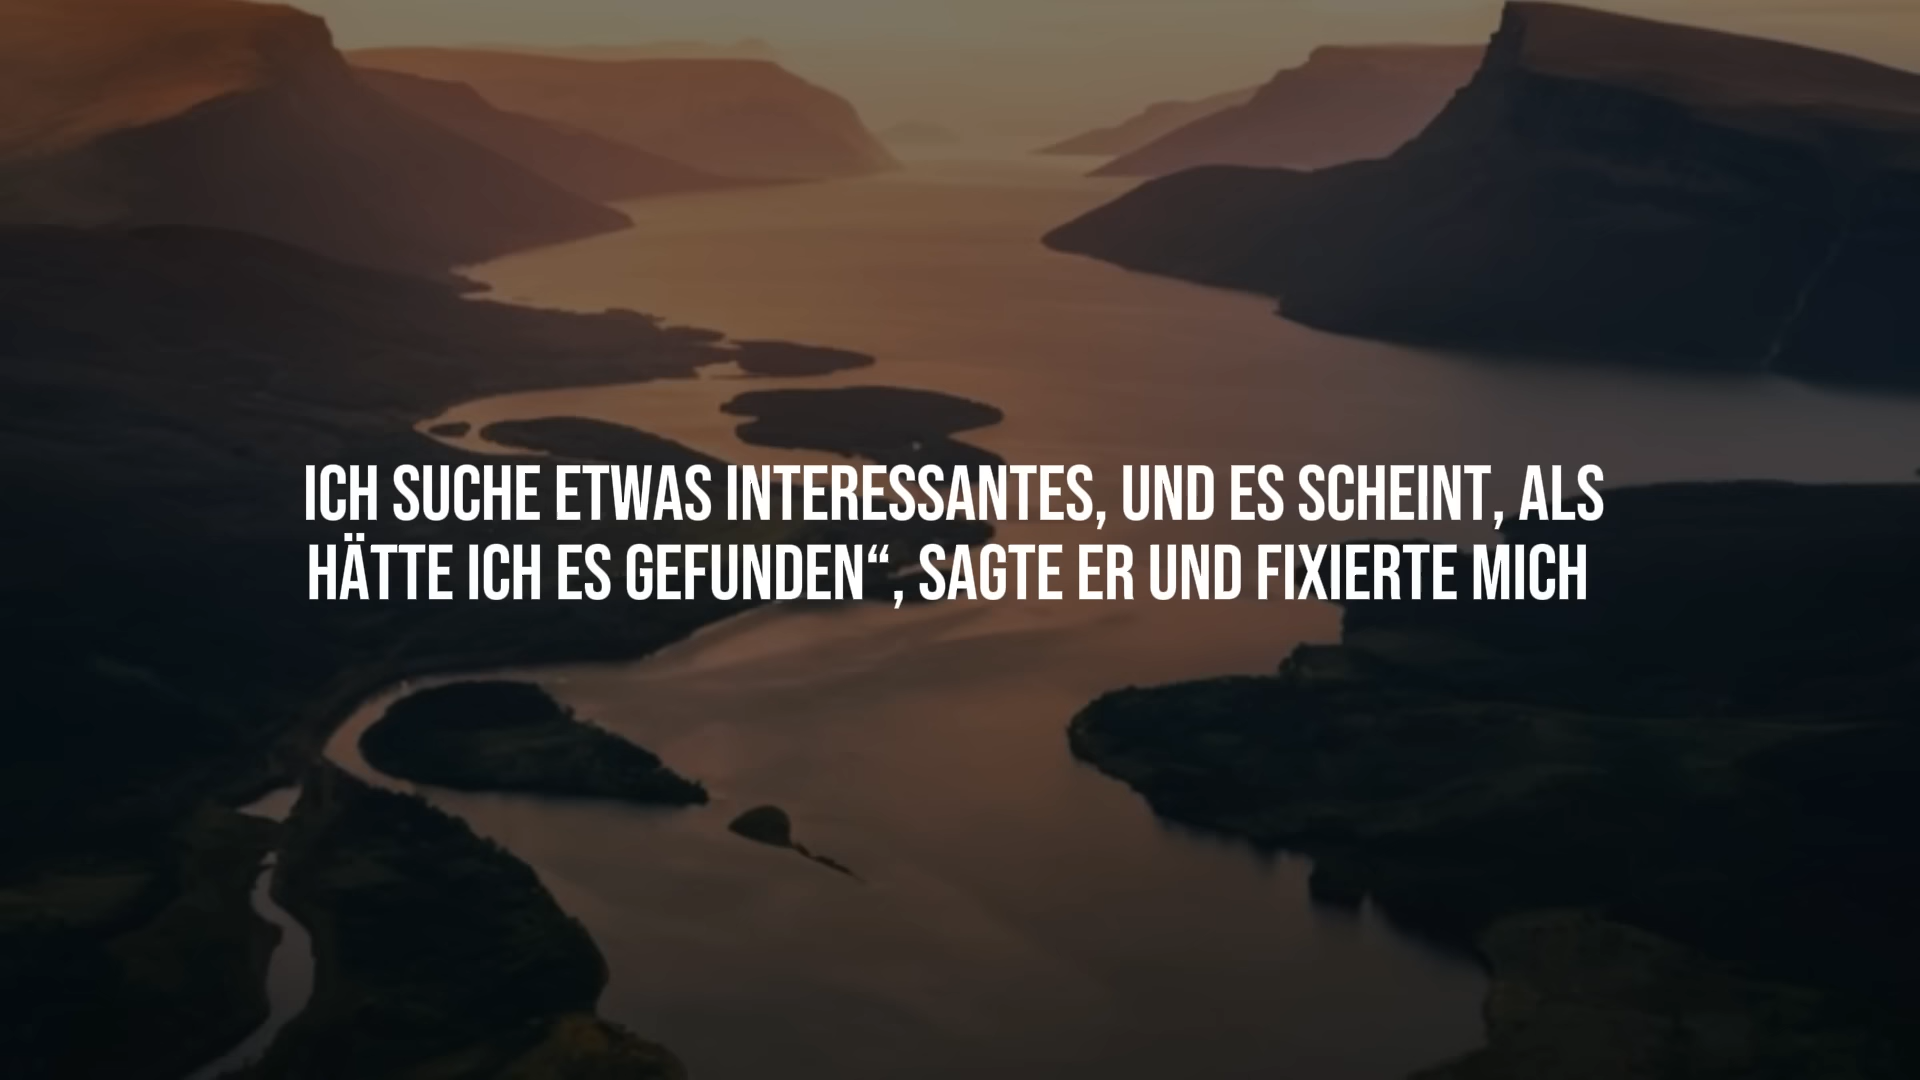 ICH SUCHE ETWAS INTERESSANTES, UND ES SCHEINT, ALS
HÄTTE ICH ES GEFUNDEN“, SAGTE ER UND FIXIERTE MICH